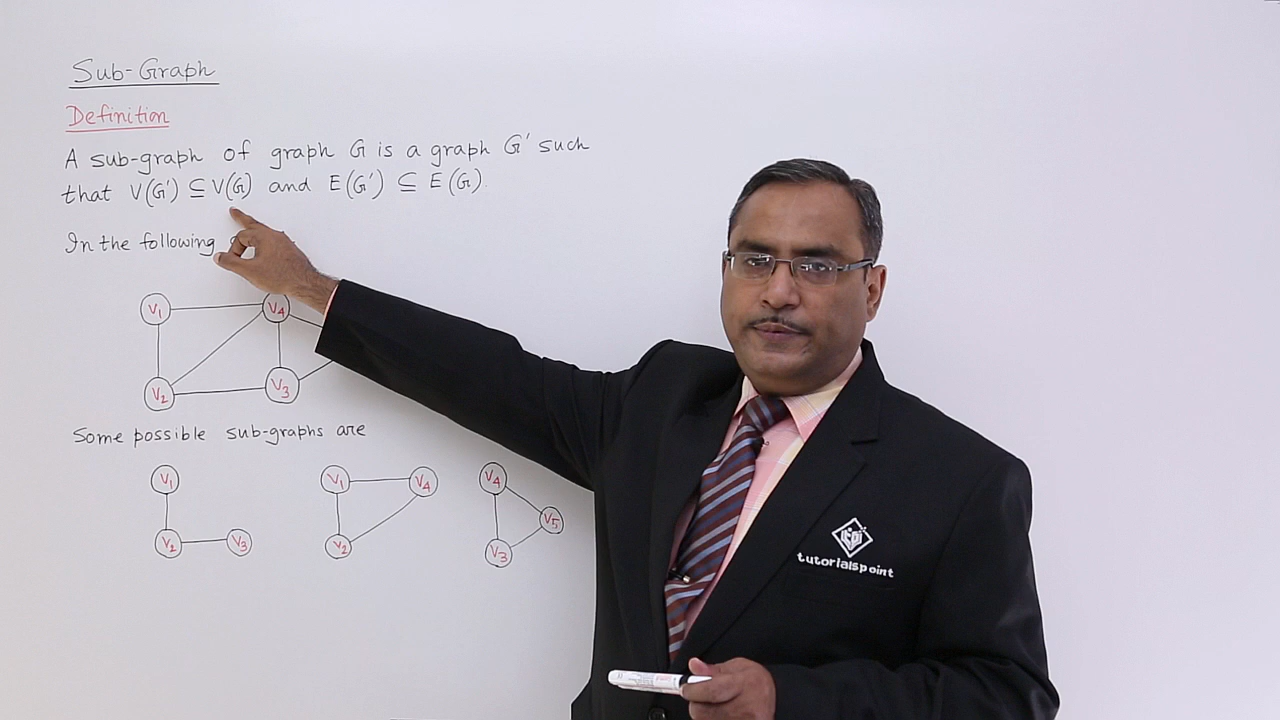 Sub-Graph
Definition
A sub-graph of graph G is a graph G' such
that V(G') ⊆ V(G) and E(G') ⊆ E(G).
In the following
V1 V4
V2 V3
Some possible sub-graphs are
V1 V1 V4 V4
V5
V2 V3 V2 V3
tutorialspoint